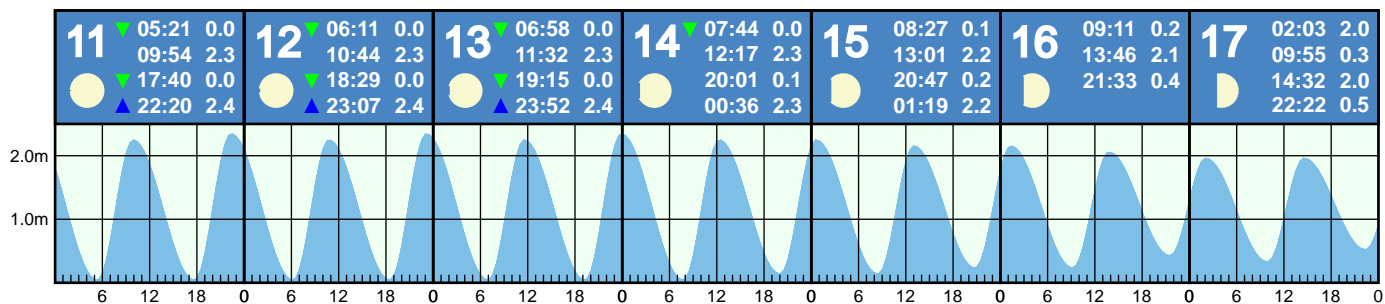 11 ▼ 05:21 0.0
09:54 2.3
▼ 17:40 0.0
▲ 22:20 2.4
12 ▼ 06:11 0.0
10:44 2.3
▼ 18:29 0.0
▲ 23:07 2.4
13 ▼ 06:58 0.0
11:32 2.3
▼ 19:15 0.0
▲ 23:52 2.4
14 ▼ 07:44 0.0
12:17 2.3
20:01 0.1
00:36 2.3
15 08:27 0.1
13:01 2.2
20:47 0.2
01:19 2.2
16 09:11 0.2
13:46 2.1
21:33 0.4
17 02:03 2.0
09:55 0.3
14:32 2.0
22:22 0.5
2.0m
1.0m
6 12 18 0 6 12 18 0 6 12 18 0 6 12 18 0 6 12 18 0 6 12 18 0 6 12 18 0